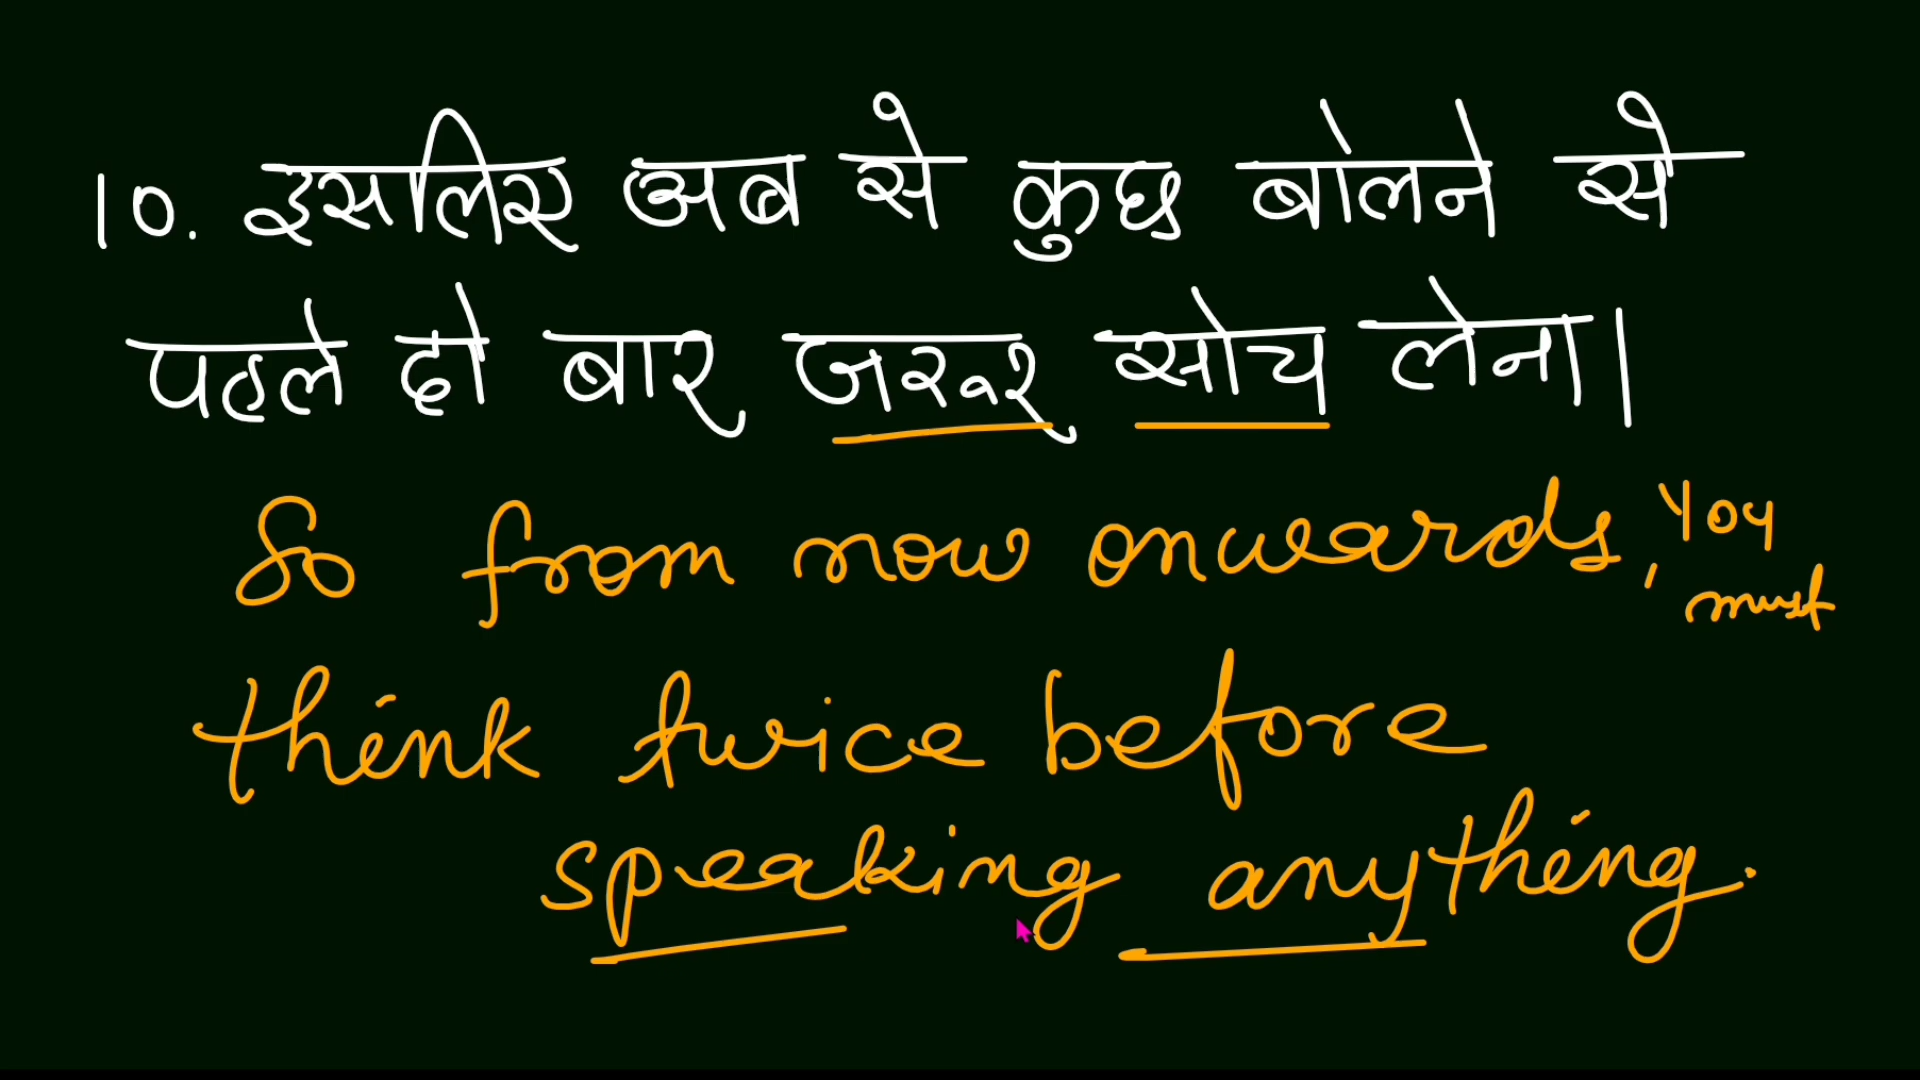 10. इसलिए अब से कुछ बोलने से
पहले दो बार जरूर सोच लेना।
So from now onwards, you
must
think twice before
speaking anything.